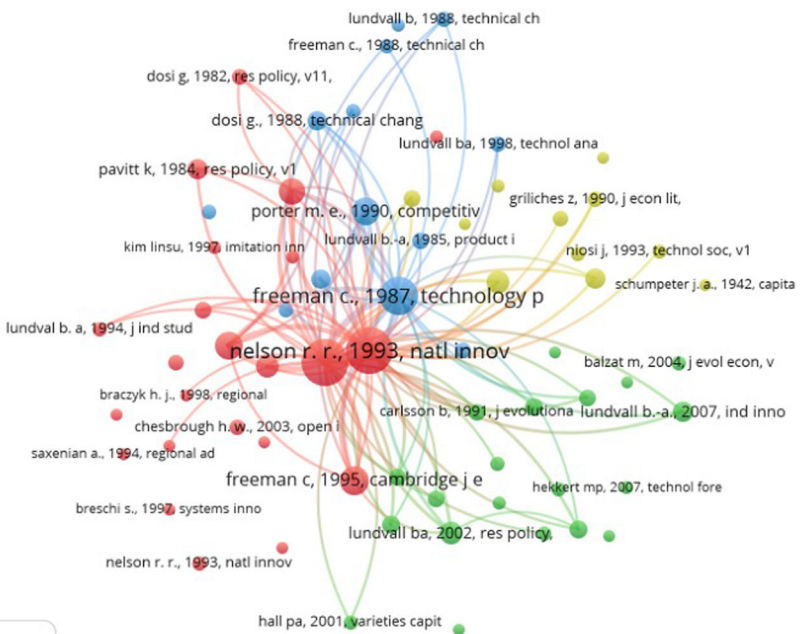 lundvall b, 1988, technical ch
freeman c., 1988, technical ch
dosi g, 1982, res policy, v11,
dosi g., 1988, technical chang
lundvall ba, 1998, technol ana
pavitt k, 1984, res policy, v1
griliches z, 1990, j econ lit,
porter m. e., 1990, competitiv
kim linsu, 1997, imitation inn
lundvall b.-a, 1985, product i
niosi j, 1993, technol soc, v1
schumpeter j. a., 1942, capita
freeman c., 1987, technology p
lundval b. a, 1994, j ind stud
nelson r. r., 1993, natl innov
balzat m, 2004, j evol econ, v
braczyk h. j., 1998, regional
carlsson b, 1991, j evolutiona
lundvall b.-a., 2007, ind inno
chesbrough h. w., 2003, open i
saxenian a., 1994, regional ad
freeman c, 1995, cambridge j e
hekkert mp, 2007, technol fore
breschi s., 1997, systems inno
lundvall ba, 2002, res policy,
nelson r. r., 1993, natl innov
hall pa, 2001, varieties capit